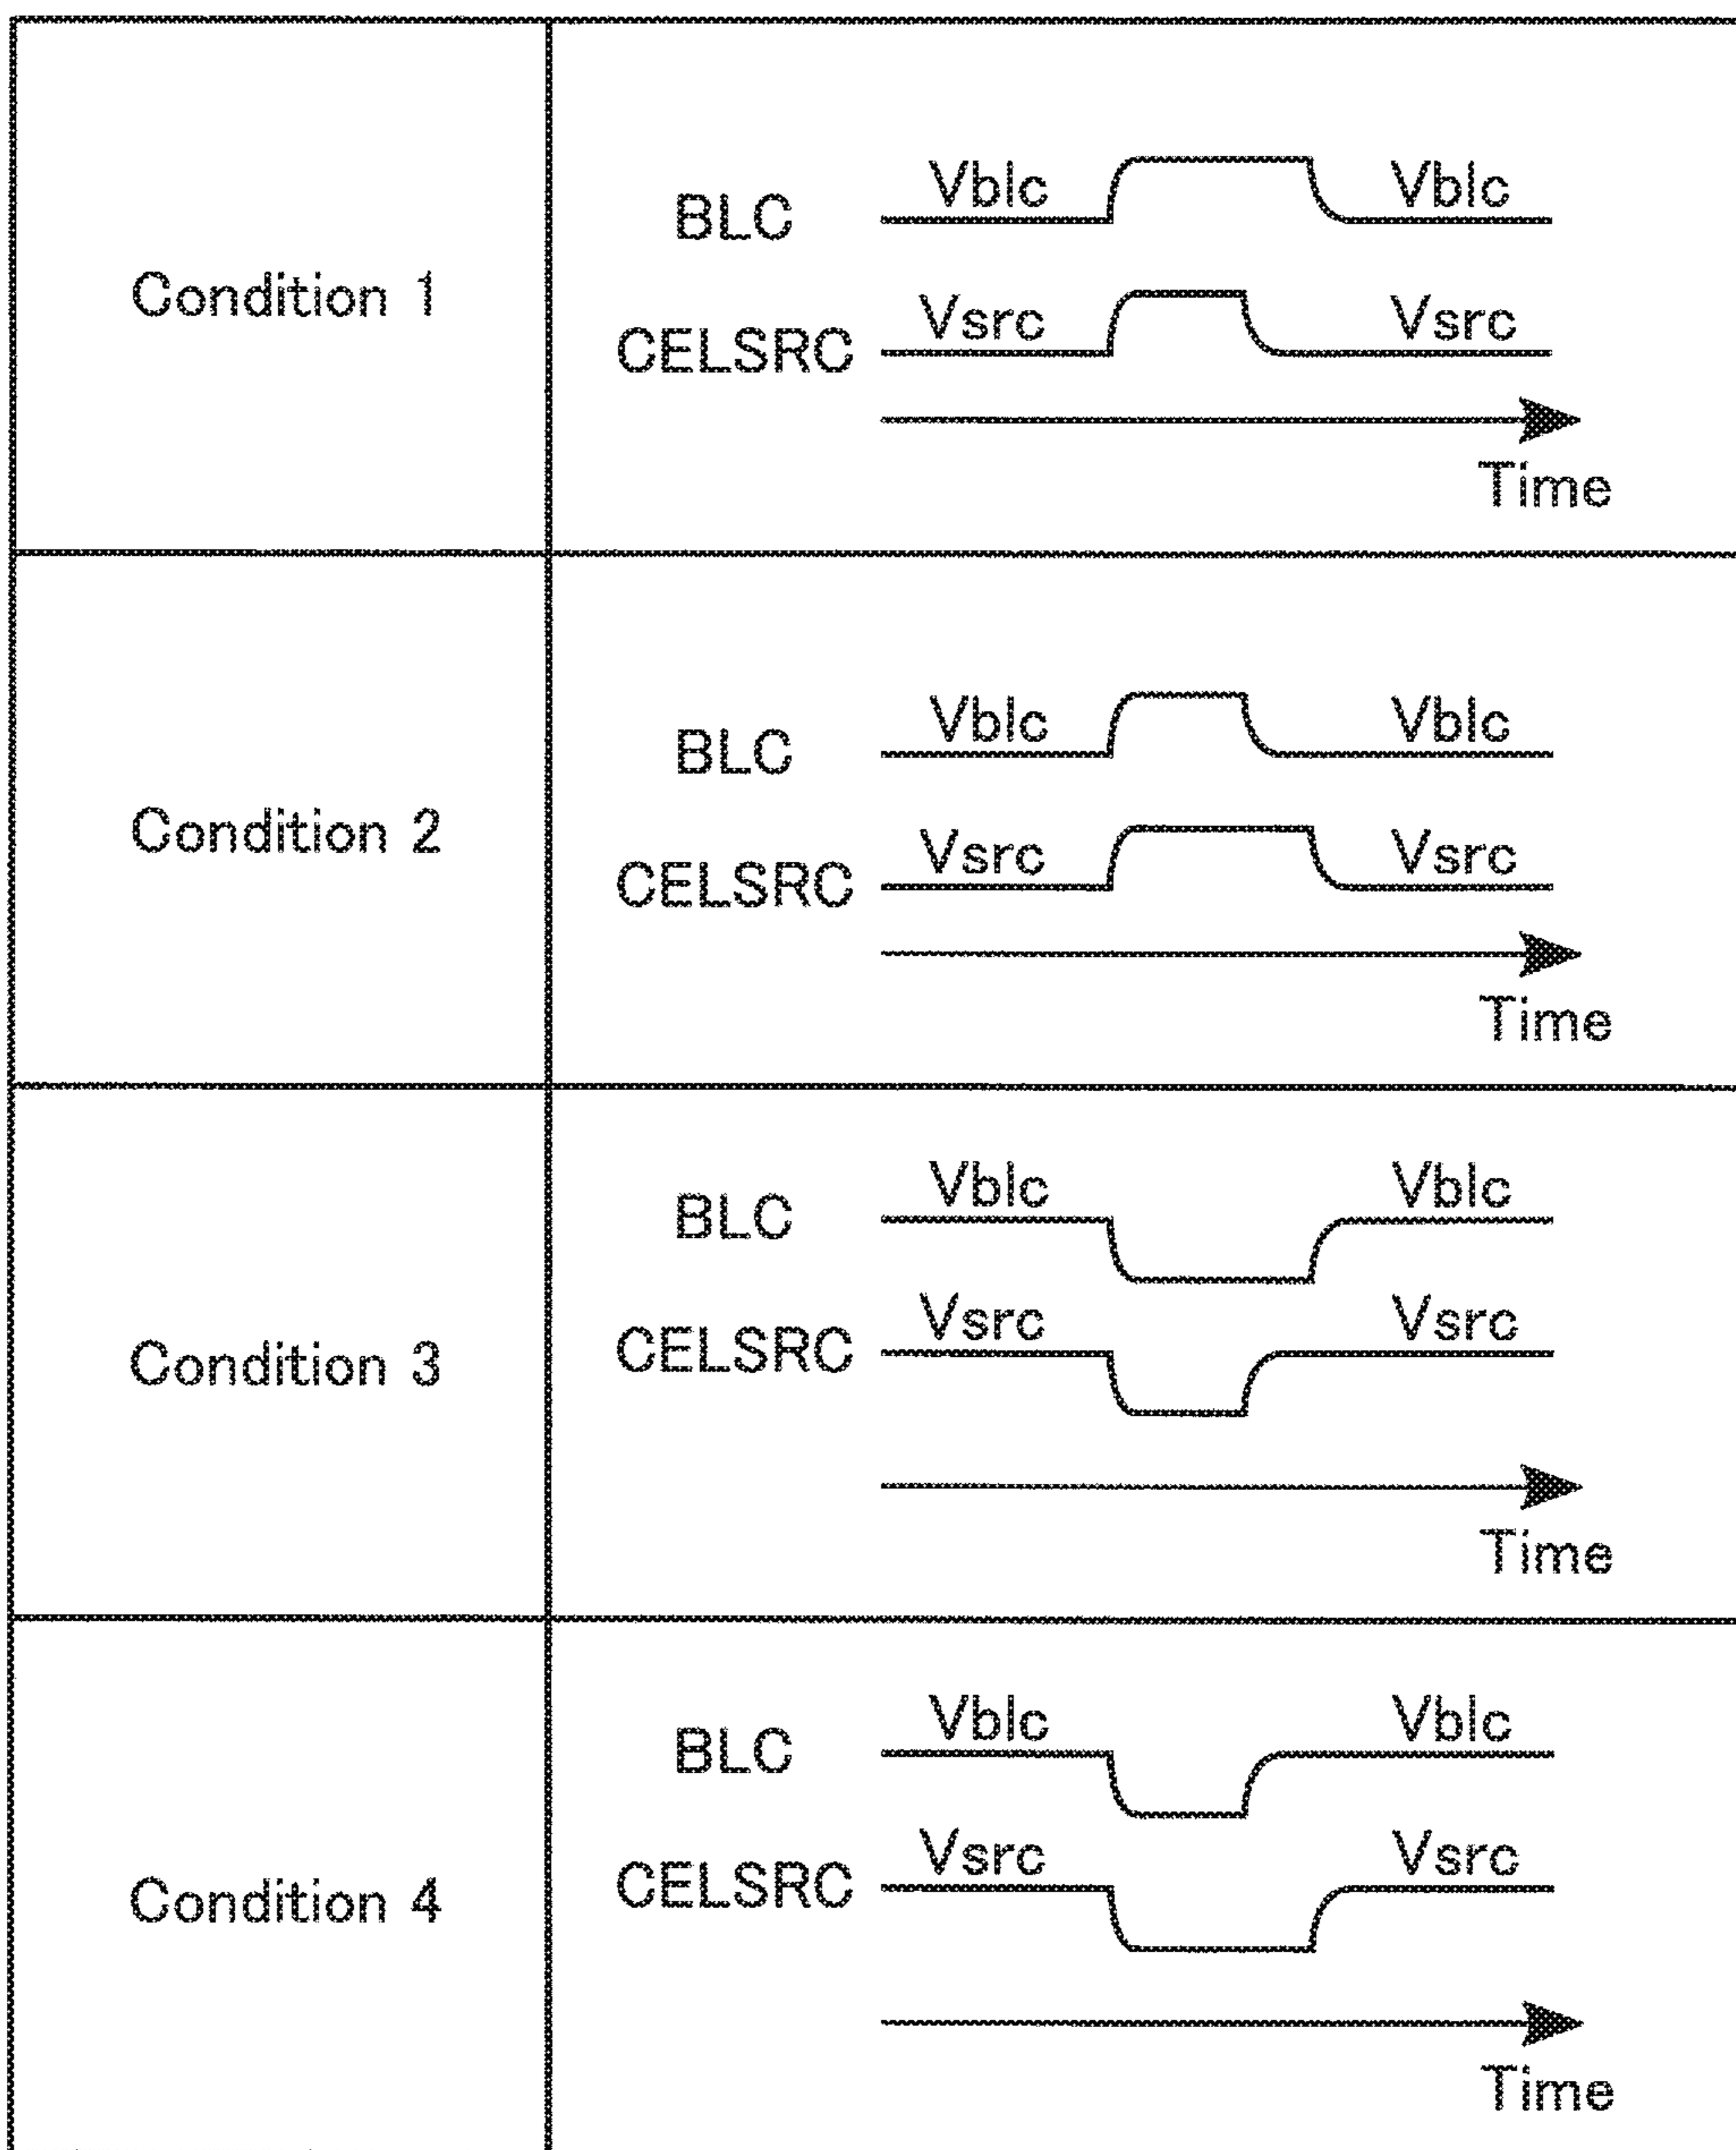 Condition 1
BLC Vblc Vblc
CELSRC Vsrc Vsrc
Time
Condition 2
BLC Vblc Vblc
CELSRC Vsrc Vsrc
Time
Condition 3
BLC Vblc Vblc
CELSRC Vsrc Vsrc
Time
Condition 4
BLC Vblc Vblc
CELSRC Vsrc Vsrc
Time